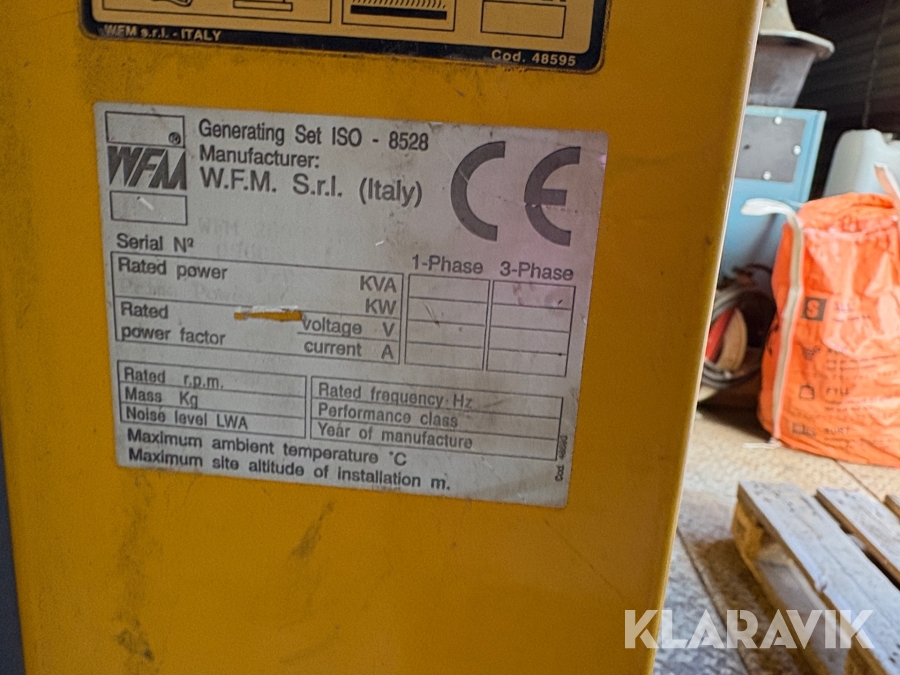 WFM s.r.l. - ITALY
Cod. 48595
WFM ®
Generating Set ISO - 8528
Manufacturer:
W.F.M. S.r.l. (Italy)
CE
Serial Nº
1-Phase 3-Phase
Rated power KVA
KW
Rated power factor
voltage V
current A
Rated r.p.m.
Mass Kg
Noise level LWA
Rated frequency Hz
Performance class
Year of manufacture
Maximum ambient temperature °C
Maximum site altitude of installation m.
KLARAVIK